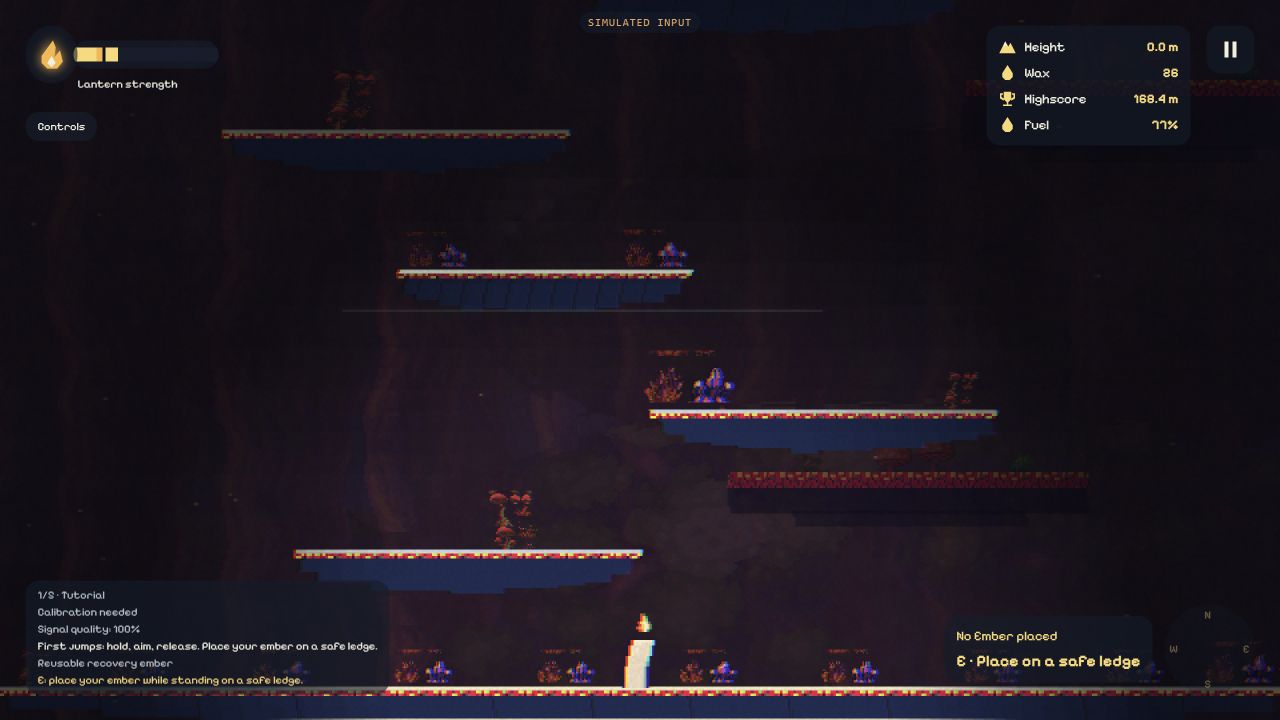 SIMULATED INPUT
Lantern strength
Controls
Height 0.0 m
Wax 86
Highscore 168.4 m
Fuel 77%
1/8 · Tutorial
Calibration needed
Signal quality: 100%
First Jumps: hold, aim, release. Place your ember on a safe ledge.
Reusable recovery ember
E: place your ember while standing on a safe ledge.
No Ember placed
E · Place on a safe ledge
N
W E
S